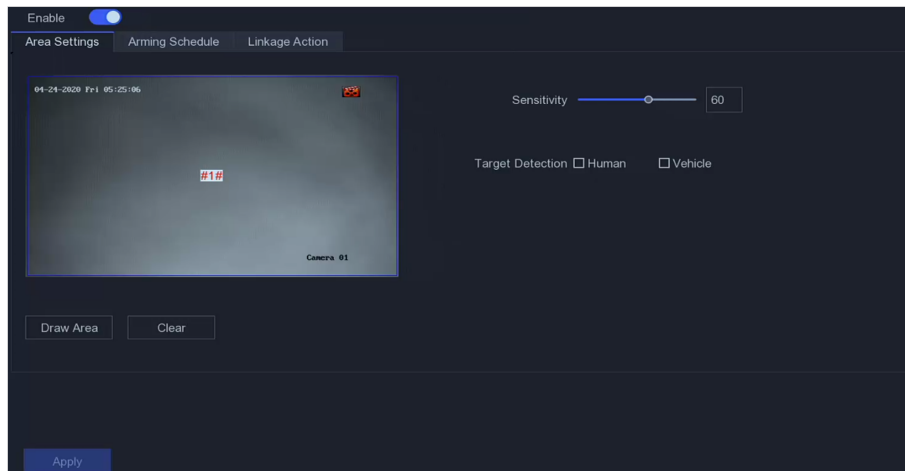 Enable
Area Settings Arming Schedule Linkage Action
04-24-2020 Fri 05:25:06
Sensitivity 60
Target Detection Human Vehicle
#1#
Camera 01
Draw Area Clear
Apply